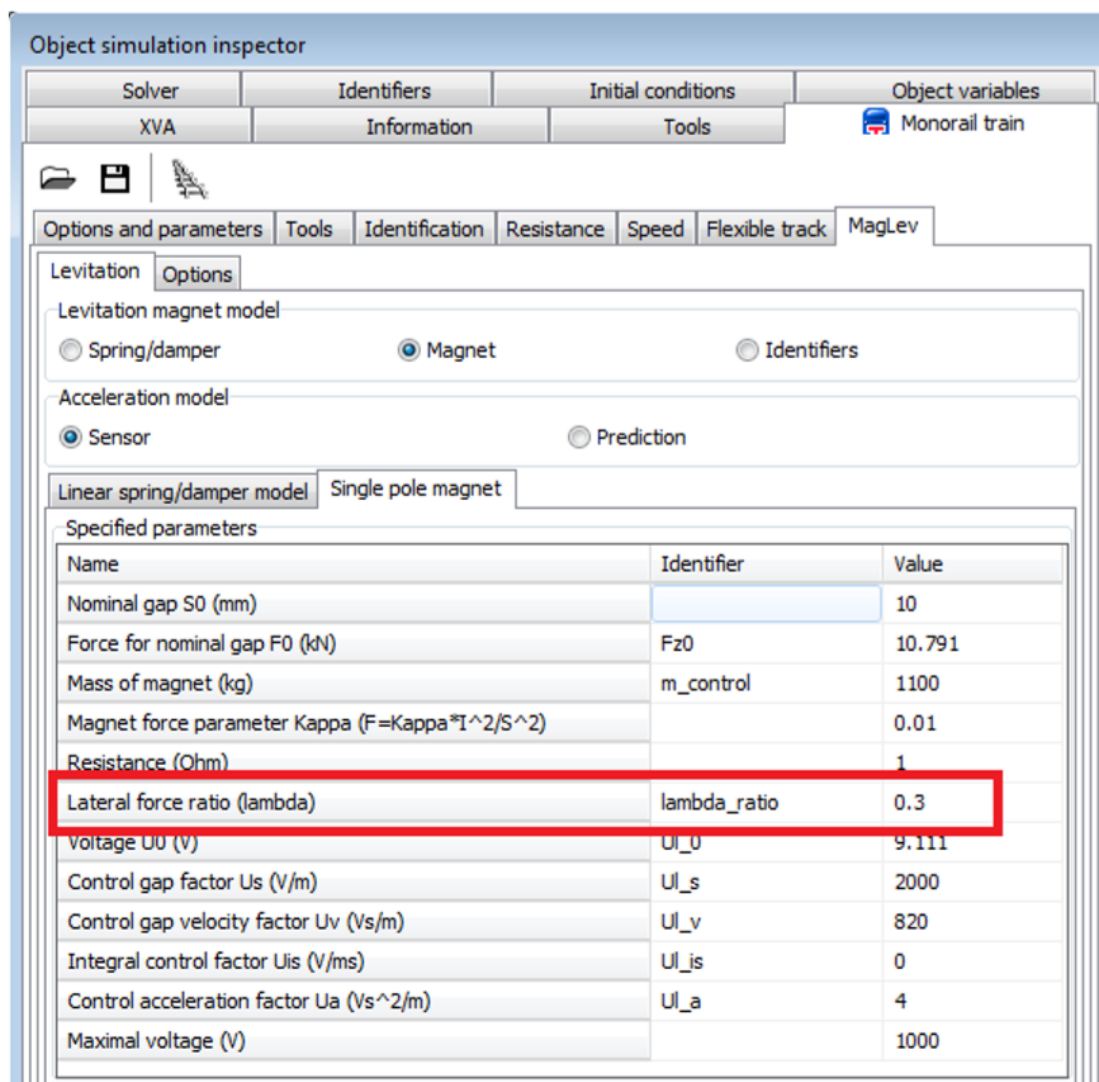 Object simulation inspector
Solver Identifiers Initial conditions Object variables
XVA Information Tools Monorail train
Options and parameters Tools Identification Resistance Speed Flexible track MagLev
Levitation Options
Levitation magnet model
Spring/damper Magnet Identifiers
Acceleration model
Sensor Prediction
Linear spring/damper model Single pole magnet
Specified parameters
Name Identifier Value
Nominal gap S0 (mm) 10
Force for nominal gap F0 (kN) Fz0 10.791
Mass of magnet (kg) m_control 1100
Magnet force parameter Kappa (F=Kappa*I^2/S^2) 0.01
Resistance (Ohm) 1
Lateral force ratio (lambda) lambda_ratio 0.3
Voltage U0 (V) Ul_0 9.111
Control gap factor Us (V/m) Ul_s 2000
Control gap velocity factor Uv (Vs/m) Ul_v 820
Integral control factor Uis (V/ms) Ul_is 0
Control acceleration factor Ua (Vs^2/m) Ul_a 4
Maximal voltage (V) 1000